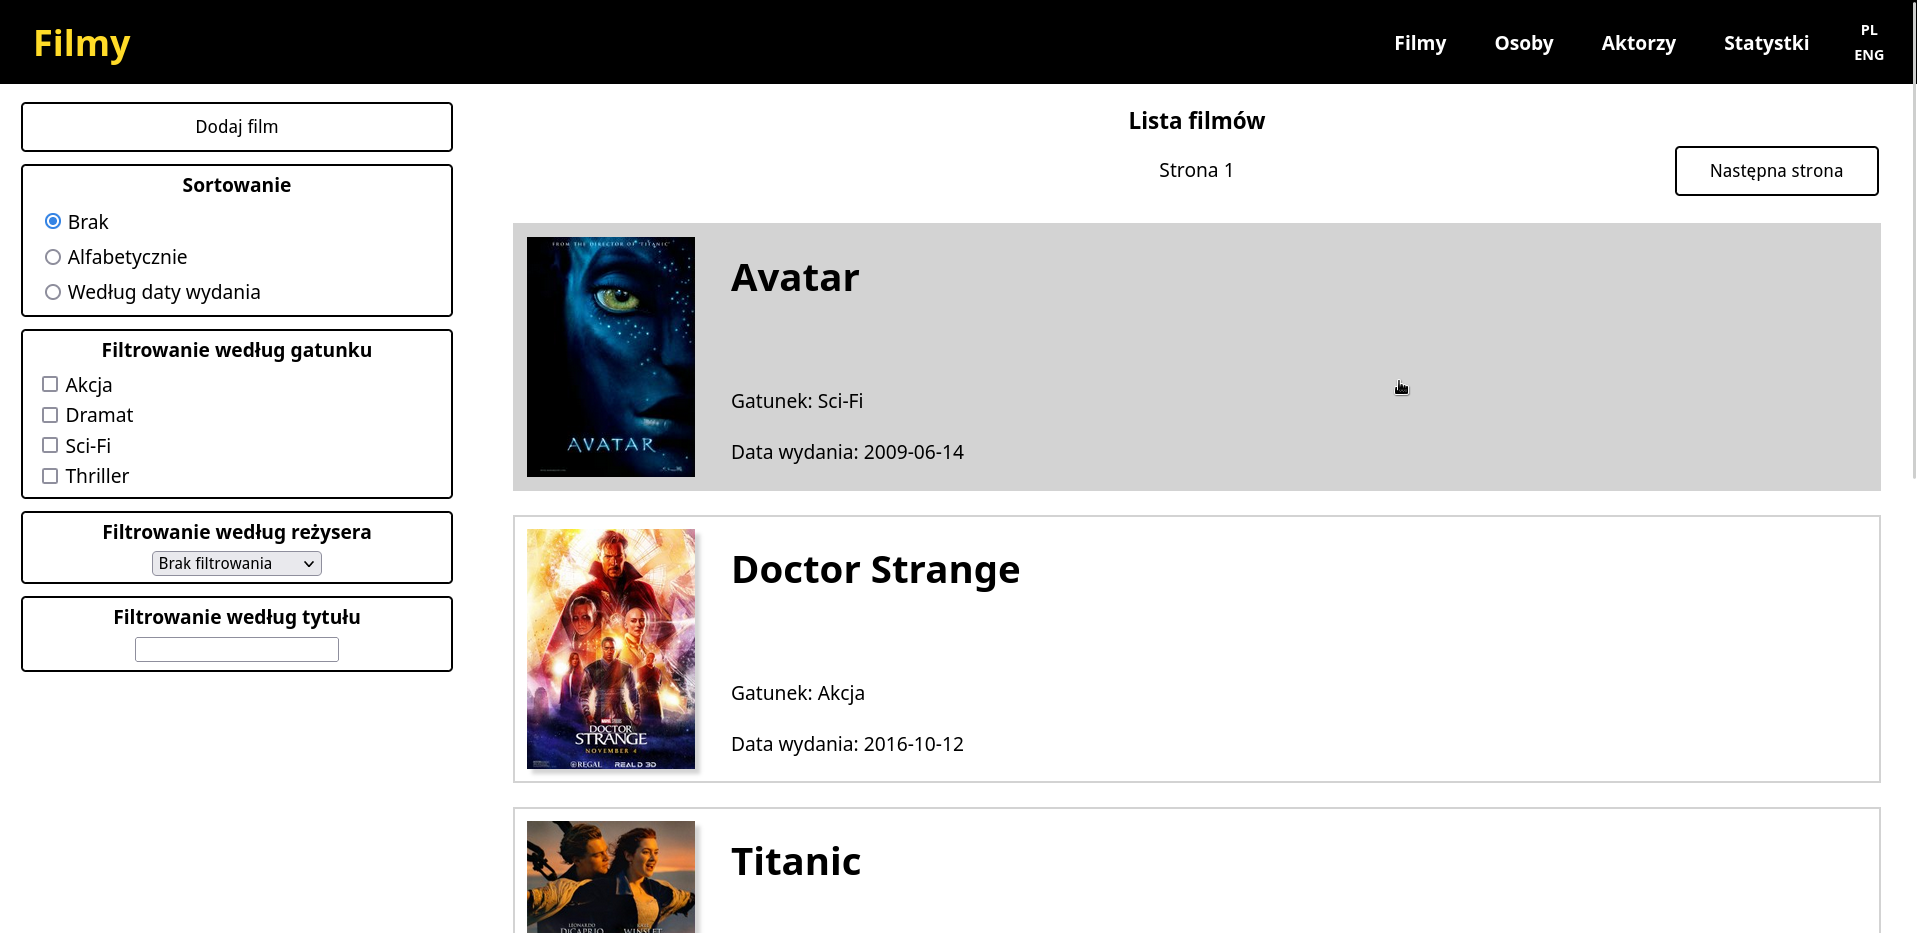 Filmy
Filmy Osoby Aktorzy Statystki
PL
ENG
Dodaj film
Sortowanie
Brak
Alfabetycznie
Według daty wydania
Filtrowanie według gatunku
Akcja
Dramat
Sci-Fi
Thriller
Filtrowanie według reżysera
Brak filtrowania
Filtrowanie według tytułu
Lista filmów
Strona 1
Następna strona
FROM THE DIRECTOR OF 'TITANIC'
AVATAR
Avatar
Gatunek: Sci-Fi
Data wydania: 2009-06-14
MARVEL STUDIOS
DOCTOR
STRANGE
NOVEMBER 4
REGAL REALD 3D
Doctor Strange
Gatunek: Akcja
Data wydania: 2016-10-12
LEONARDO
DICAPRIO WINSLET
Titanic